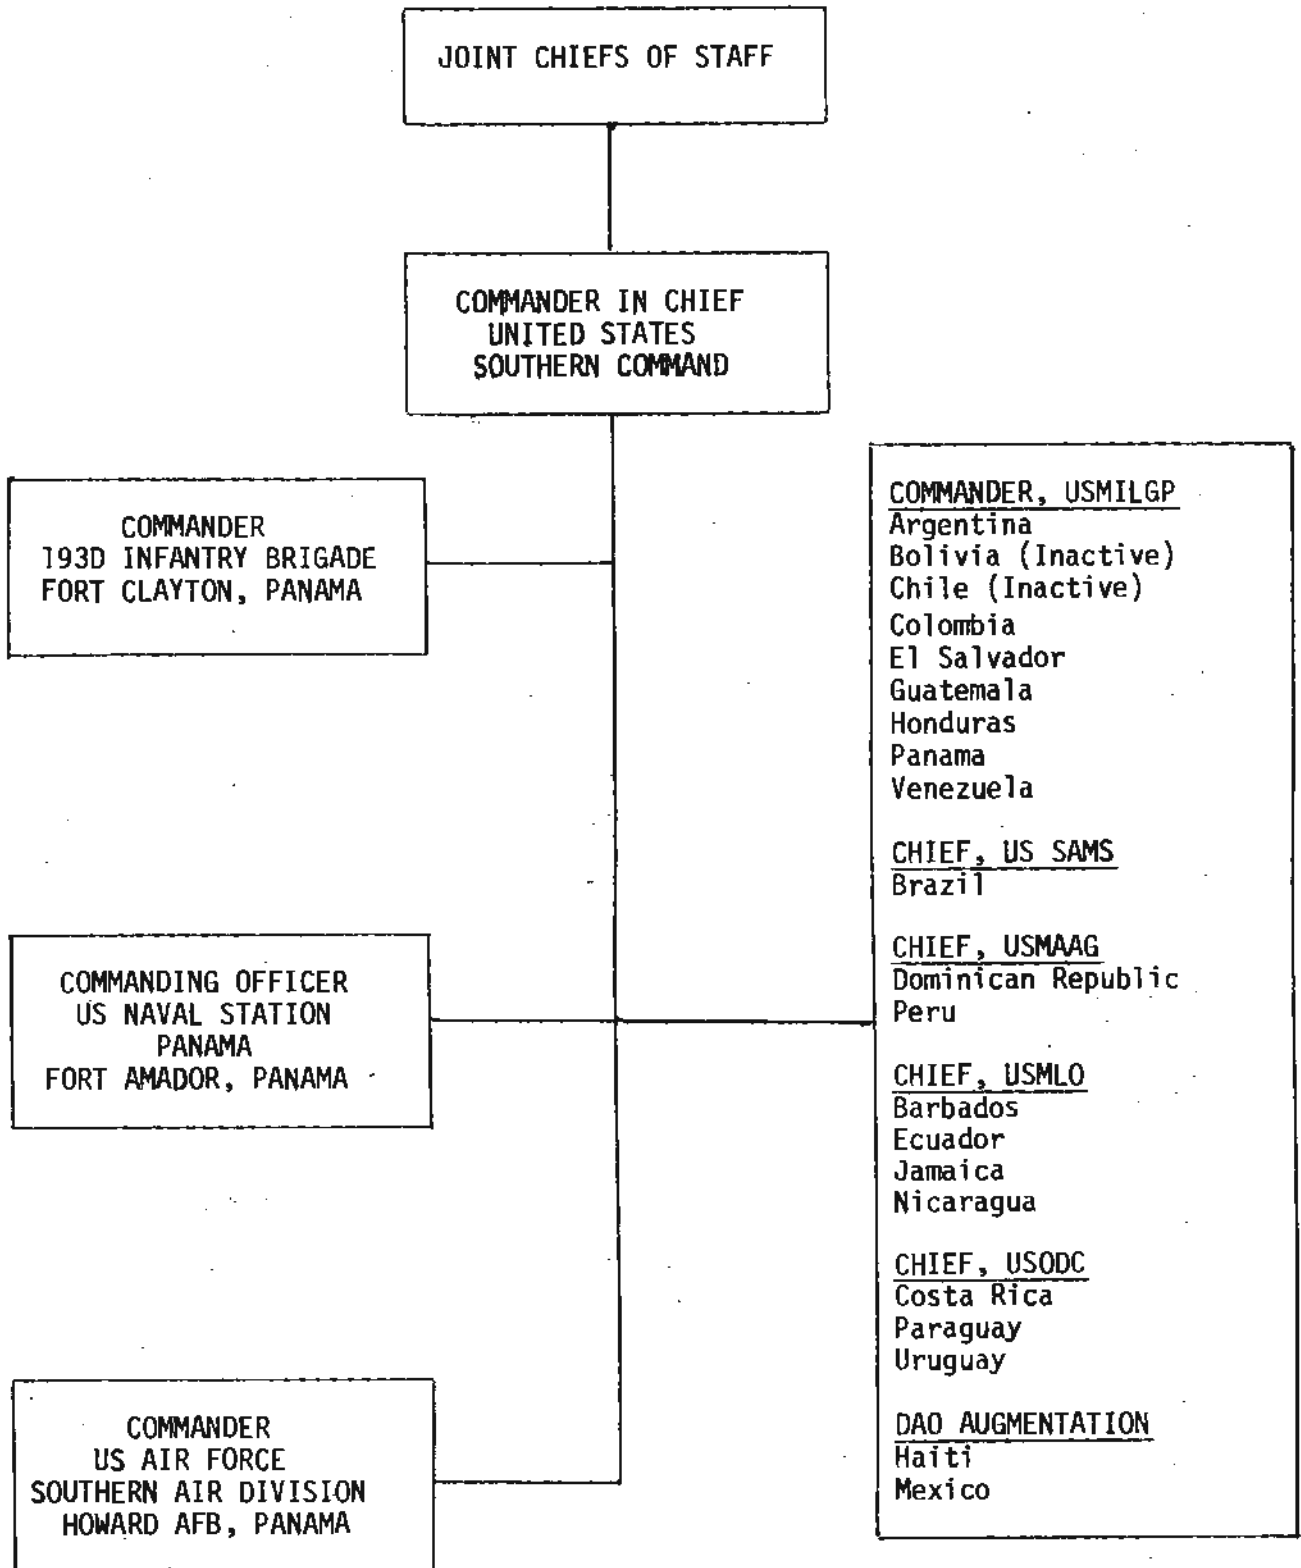 JOINT CHIEFS OF STAFF
COMMANDER IN CHIEF
UNITED STATES
SOUTHERN COMMAND
COMMANDER
193D INFANTRY BRIGADE
FORT CLAYTON, PANAMA
COMMANDING OFFICER
US NAVAL STATION
PANAMA
FORT AMADOR, PANAMA
COMMANDER
US AIR FORCE
SOUTHERN AIR DIVISION
HOWARD AFB, PANAMA
COMMANDER, USMILGP
Argentina
Bolivia (Inactive)
Chile (Inactive)
Colombia
El Salvador
Guatemala
Honduras
Panama
Venezuela
CHIEF, US SAMS
Brazil
CHIEF, USMAAG
Dominican Republic
Peru
CHIEF, USMLO
Barbados
Ecuador
Jamaica
Nicaragua
CHIEF, USODC
Costa Rica
Paraguay
Uruguay
DAO AUGMENTATION
Haiti
Mexico